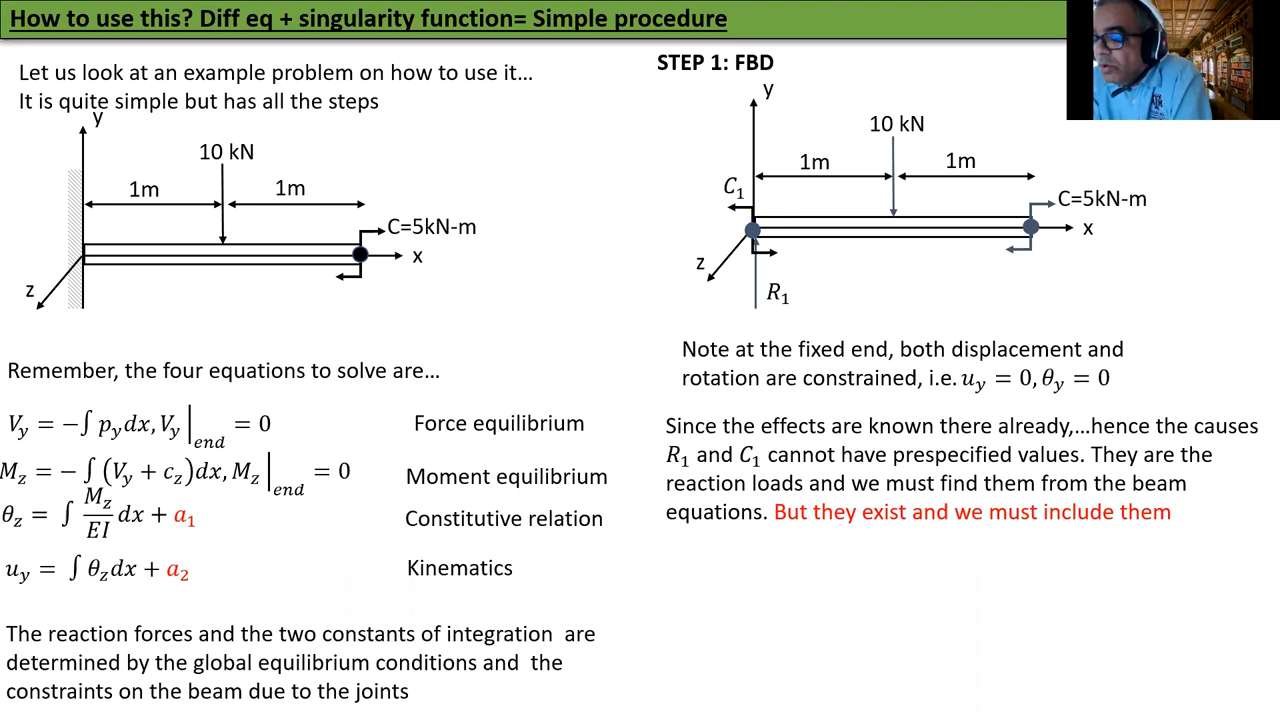 How to use this? Diff eq + singularity function= Simple procedure
Let us look at an example problem on how to use it…
It is quite simple but has all the steps
y
10 kN
1m
1m
C=5kN-m
x
z
Remember, the four equations to solve are…
V_y = −∫ p_y dx, V_y|_end = 0 Force equilibrium
M_z = −∫ (V_y + c_z)dx, M_z|_end = 0 Moment equilibrium
θ_z = ∫ M_z/EI dx + a_1 Constitutive relation
u_y = ∫ θ_z dx + a_2 Kinematics
The reaction forces and the two constants of integration are
determined by the global equilibrium conditions and the
constraints on the beam due to the joints
STEP 1: FBD
y
10 kN
1m
1m
C_1
C=5kN-m
x
z
R_1
Note at the fixed end, both displacement and
rotation are constrained, i.e. u_y = 0, θ_y = 0
Since the effects are known there already,…hence the causes
R_1 and C_1 cannot have prespecified values. They are the
reaction loads and we must find them from the beam
equations. But they exist and we must include them